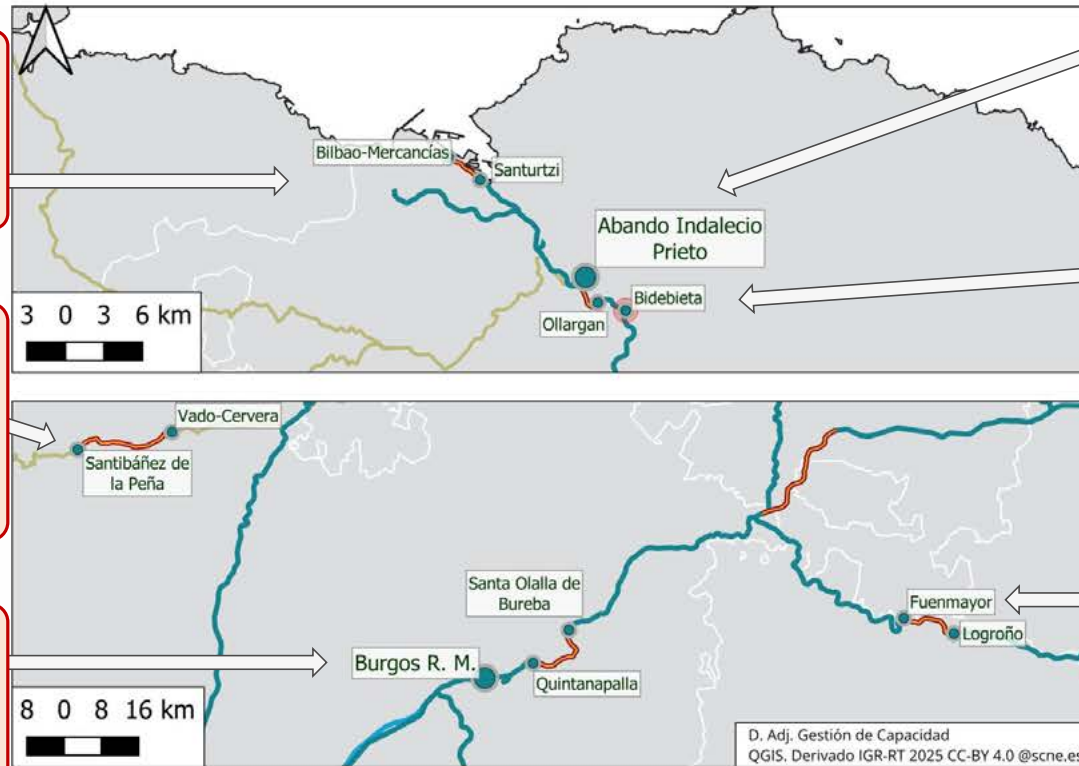 Bilbao-Mercancías
Santurtzi
Abando Indalecio
Prieto
Bidebieta
Ollargan
3 0 3 6 km
Vado-Cervera
Santibáñez de
la Peña
Santa Olalla de
Bureba
Fuenmayor
Logroño
Burgos R. M.
Quintanapalla
8 0 8 16 km
D. Adj. Gestión de Capacidad
QGIS. Derivado IGR-RT 2025 CC-BY 4.0 @scne.es